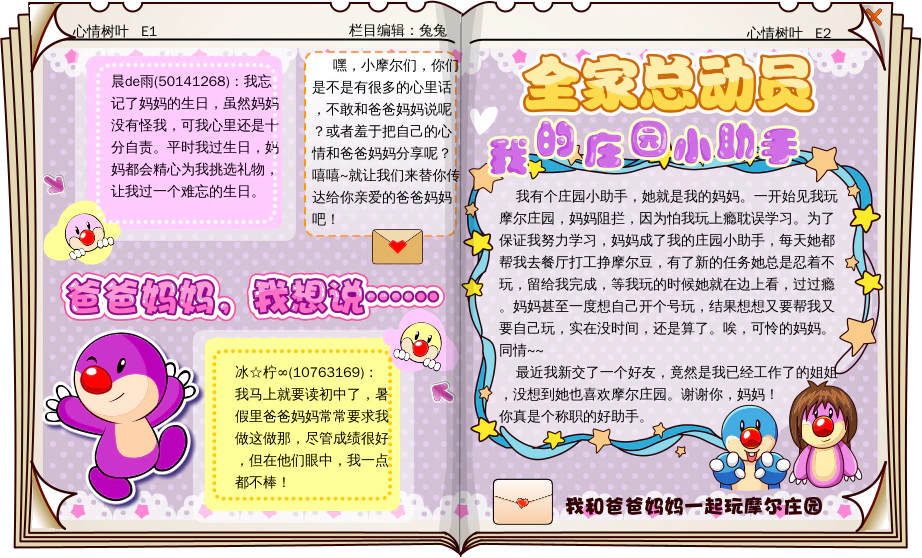 心情树叶 E1
栏目编辑：兔兔
晨de雨(50141268)：我忘
记了妈妈的生日，虽然妈妈
没有怪我，可我心里还是十
分自责。平时我过生日，妈
妈都会精心为我挑选礼物，
让我过一个难忘的生日。
嘿，小摩尔们，你们
是不是有很多的心里话
，不敢和爸爸妈妈说呢
？或者羞于把自己的心
情和爸爸妈妈分享呢？
嘻嘻~就让我们来替你传
达给你亲爱的爸爸妈妈
吧！
爸爸妈妈，我想说……
冰☆柠∞(10763169)：
我马上就要读初中了，暑
假里爸爸妈妈常常要求我
做这做那，尽管成绩很好
，但在他们眼中，我一点
都不棒！
心情树叶 E2
全家总动员
我的庄园小助手
我有个庄园小助手，她就是我的妈妈。一开始见我玩
摩尔庄园，妈妈阻拦，因为怕我玩上瘾耽误学习。为了
保证我努力学习，妈妈成了我的庄园小助手，每天她都
帮我去餐厅打工挣摩尔豆，有了新的任务她总是忍着不
玩，留给我完成，等我玩的时候她就在边上看，过过瘾
。妈妈甚至一度想自己开个号玩，结果想想又要帮我又
要自己玩，实在没时间，还是算了。唉，可怜的妈妈。
同情~~
最近我新交了一个好友，竟然是我已经工作了的姐姐
，没想到她也喜欢摩尔庄园。谢谢你，妈妈！
你真是个称职的好助手。
我和爸爸妈妈一起玩摩尔庄园